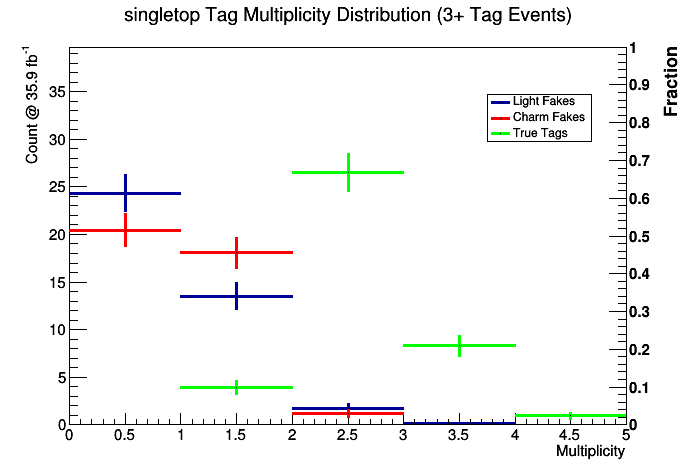 singletop Tag Multiplicity Distribution (3+ Tag Events)
Count @ 35.9 fb⁻¹
35
30
25
20
15
10
5
0
Light Fakes
Charm Fakes
True Tags
Fraction
1
0.9
0.8
0.7
0.6
0.5
0.4
0.3
0.2
0.1
0
0 0.5 1 1.5 2 2.5 3 3.5 4 4.5 5
Multiplicity